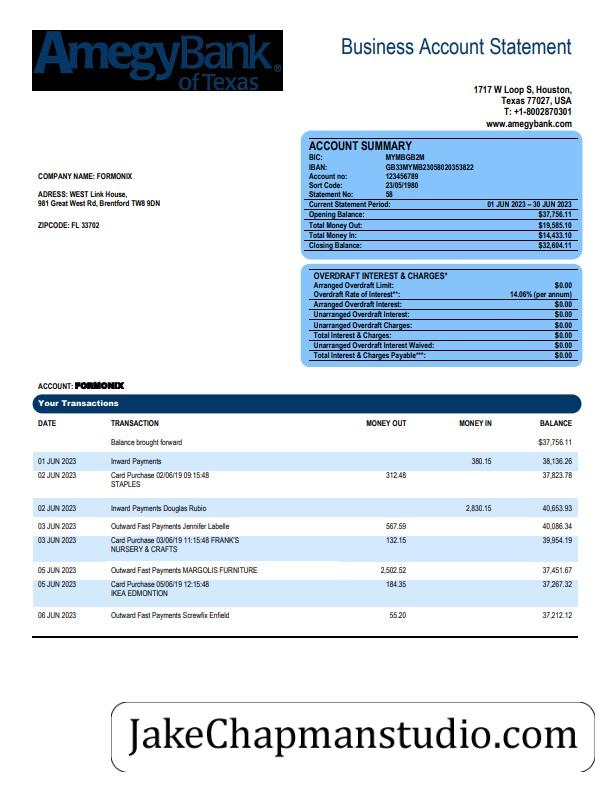 AmegyBank®
of Texas
Business Account Statement
1717 W Loop S, Houston,
Texas 77027, USA
T: +1-8002870301
www.amegybank.com
COMPANY NAME: FORMONIX
ADRESS: WEST Link House,
981 Great West Rd, Brentford TW8 9DN
ZIPCODE: FL 33702
ACCOUNT SUMMARY
BIC: MYMBGB2M
IBAN: GB33MYMB23058020353822
Account no: 123456789
Sort Code: 23/05/1980
Statement No: 58
Current Statement Period: 01 JUN 2023 – 30 JUN 2023
Opening Balance: $37,756.11
Total Money Out: $19,585.10
Total Money In: $14,433.10
Closing Balance: $32,604.11
OVERDRAFT INTEREST & CHARGES*
Arranged Overdraft Limit: $0.00
Overdraft Rate of Interest**: 14.06% (per annum)
Arranged Overdraft Interest: $0.00
Unarranged Overdraft Interest: $0.00
Unarranged Overdraft Charges: $0.00
Total Interest & Charges: $0.00
Unarranged Overdraft Interest Waived: $0.00
Total Interest & Charges Payable***: $0.00
ACCOUNT: FORMONIX
Your Transactions
DATE TRANSACTION MONEY OUT MONEY IN BALANCE
Balance brought forward $37,756.11
01 JUN 2023 Inward Payments 380.15 38,136.26
02 JUN 2023 Card Purchase 02/06/19 09:15:48 312.48 37,823.78
STAPLES
02 JUN 2023 Inward Payments Douglas Rubio 2,830.15 40,653.93
03 JUN 2023 Outward Fast Payments Jennifer Labelle 567.59 40,086.34
03 JUN 2023 Card Purchase 03/06/19 11:15:48 FRANK'S 132.15 39,954.19
NURSERY & CRAFTS
05 JUN 2023 Outward Fast Payments MARGOLIS FURNITURE 2,502.52 37,451.67
05 JUN 2023 Card Purchase 05/06/19 12:15:48 184.35 37,267.32
IKEA EDMONTION
06 JUN 2023 Outward Fast Payments Screwfix Enfield 55.20 37,212.12
JakeChapmanstudio.com